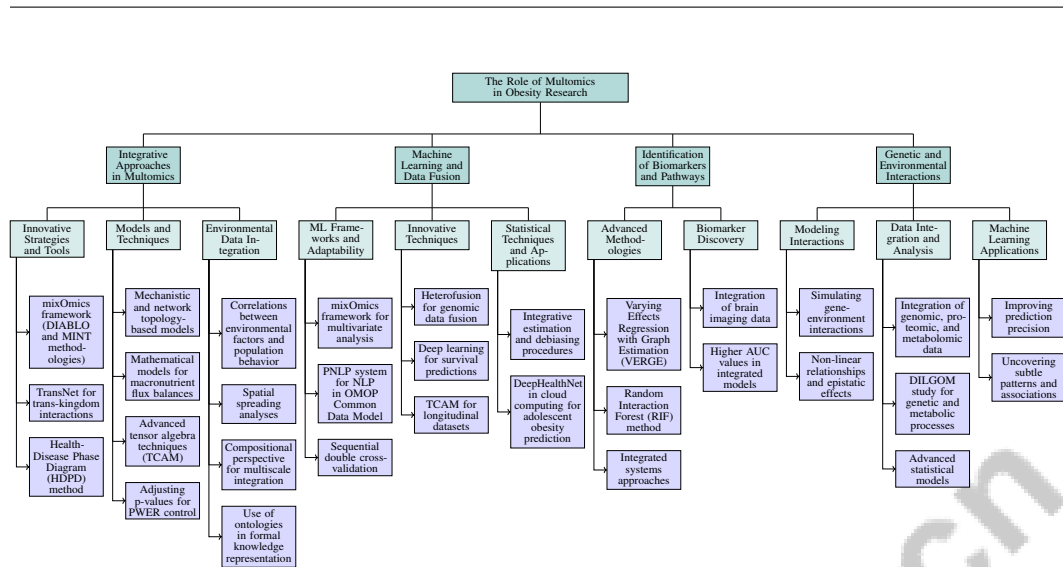 The Role of Multomics
in Obesity Research
Integrative
Approaches
in Multomics
Machine
Learning and
Data Fusion
Identification
of Biomarkers
and Pathways
Genetic and
Environmental
Interactions
Innovative
Strategies
and Tools
Models and
Techniques
Environmental
Data In-
tegration
ML Frame-
works and
Adaptability
Innovative
Techniques
Statistical
Techniques
and Ap-
plications
Advanced
Method-
ologies
Biomarker
Discovery
Modeling
Interactions
Data Inte-
gration and
Analysis
Machine
Learning
Applications
mixOmics
framework
(DIABLO
and MINT
method-
ologies)
TransNet for
trans-kingdom
interactions
Health-
Disease Phase
Diagram
(HDPD)
method
Mechanistic
and network
topology-
based models
Mathematical
models for
macronutrient
flux balances
Advanced
tensor algebra
techniques
(TCAM)
Adjusting
p-values for
PWER control
Correlations
between
environmental
factors and
population
behavior
Spatial
spreading
analyses
Compositional
perspective
for multiscale
integration
Use of
ontologies
in formal
knowledge
representation
mixOmics
framework for
multivariate
analysis
PNLP system
for NLP
in OMOP
Common
Data Model
Sequential
double cross-
validation
Heterofusion
for genomic
data fusion
Deep learning
for survival
predictions
TCAM for
longitudinal
datasets
Integrative
estimation
and debiasing
procedures
DeepHealthNet
in cloud
computing for
adolescent
obesity
prediction
Varying
Effects
Regression
with Graph
Estimation
(VERGE)
Random
Interaction
Forest (RIF)
method
Integrated
systems
approaches
Integration
of brain
imaging data
Higher AUC
values in
integrated
models
Simulating
gene-
environment
interactions
Non-linear
relationships
and epistatic
effects
Integration of
genomic, pro-
teomic, and
metabolomic
data
DILGOM
study for
genetic and
metabolic
processes
Advanced
statistical
models
Improving
prediction
precision
Uncovering
subtle
patterns and
associations
cn